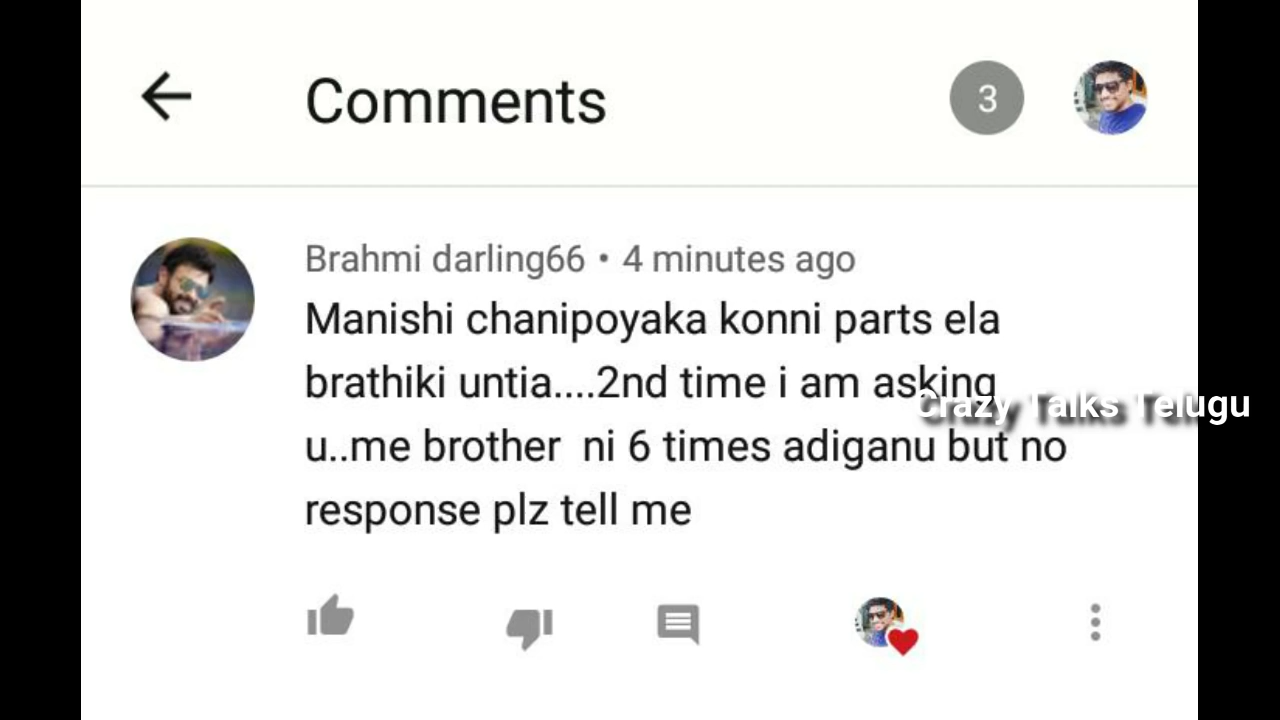 Comments
3
Brahmi darling66 • 4 minutes ago
Manishi chanipoyaka konni parts ela
brathiki untia....2nd time i am asking
Crazy Talks Telugu
u..me brother  ni 6 times adiganu but no
response plz tell me